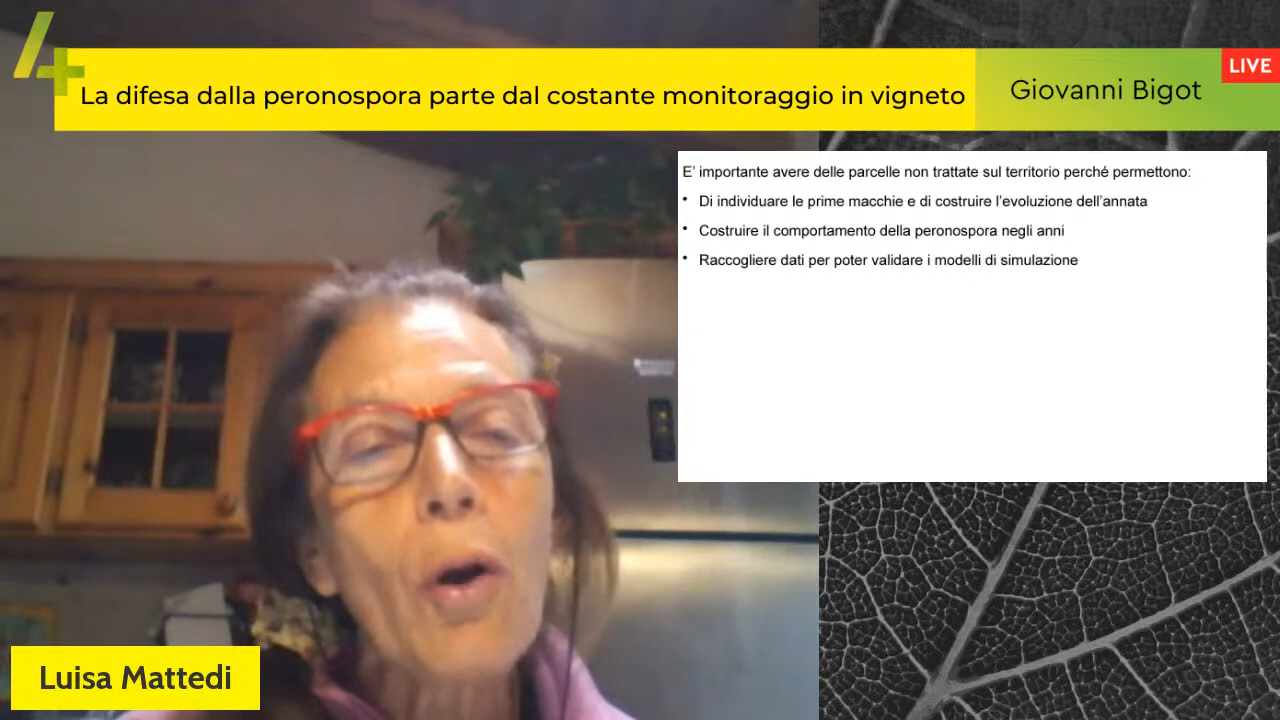 4+
La difesa dalla peronospora parte dal costante monitoraggio in vigneto
Giovanni Bigot
LIVE
E' importante avere delle parcelle non trattate sul territorio perché permettono:
• Di individuare le prime macchie e di costruire l'evoluzione dell'annata
• Costruire il comportamento della peronospora negli anni
• Raccogliere dati per poter validare i modelli di simulazione
Luisa Mattedi